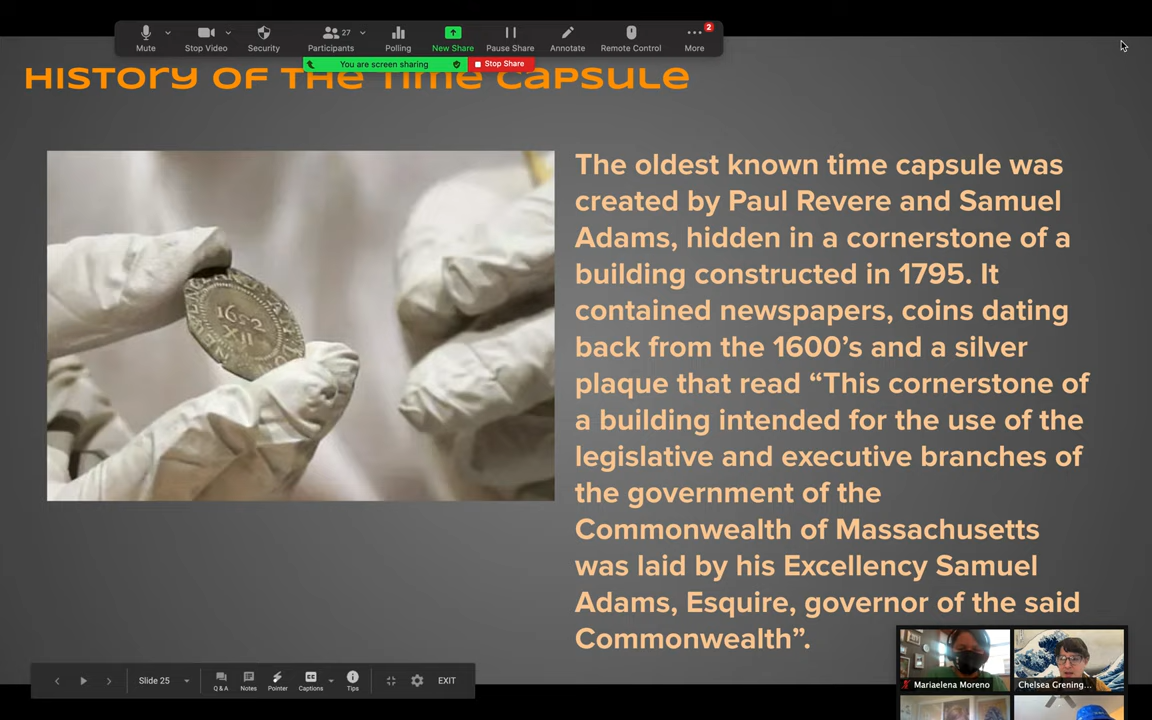 27
2
Mute
Stop Video
Security
Participants
Polling
New Share
Pause Share
Annotate
Remote Control
More
You are screen sharing
Stop Share
History of the Time Capsule
1652
XII
The oldest known time capsule was
created by Paul Revere and Samuel
Adams, hidden in a cornerstone of a
building constructed in 1795. It
contained newspapers, coins dating
back from the 1600’s and a silver
plaque that read “This cornerstone of
a building intended for the use of the
legislative and executive branches of
the government of the
Commonwealth of Massachusetts
was laid by his Excellency Samuel
Adams, Esquire, governor of the said
Commonwealth”.
Slide 25
Q & A
Notes
Pointer
Captions
Tips
EXIT
Mariaelena Moreno
Chelsea Grening...